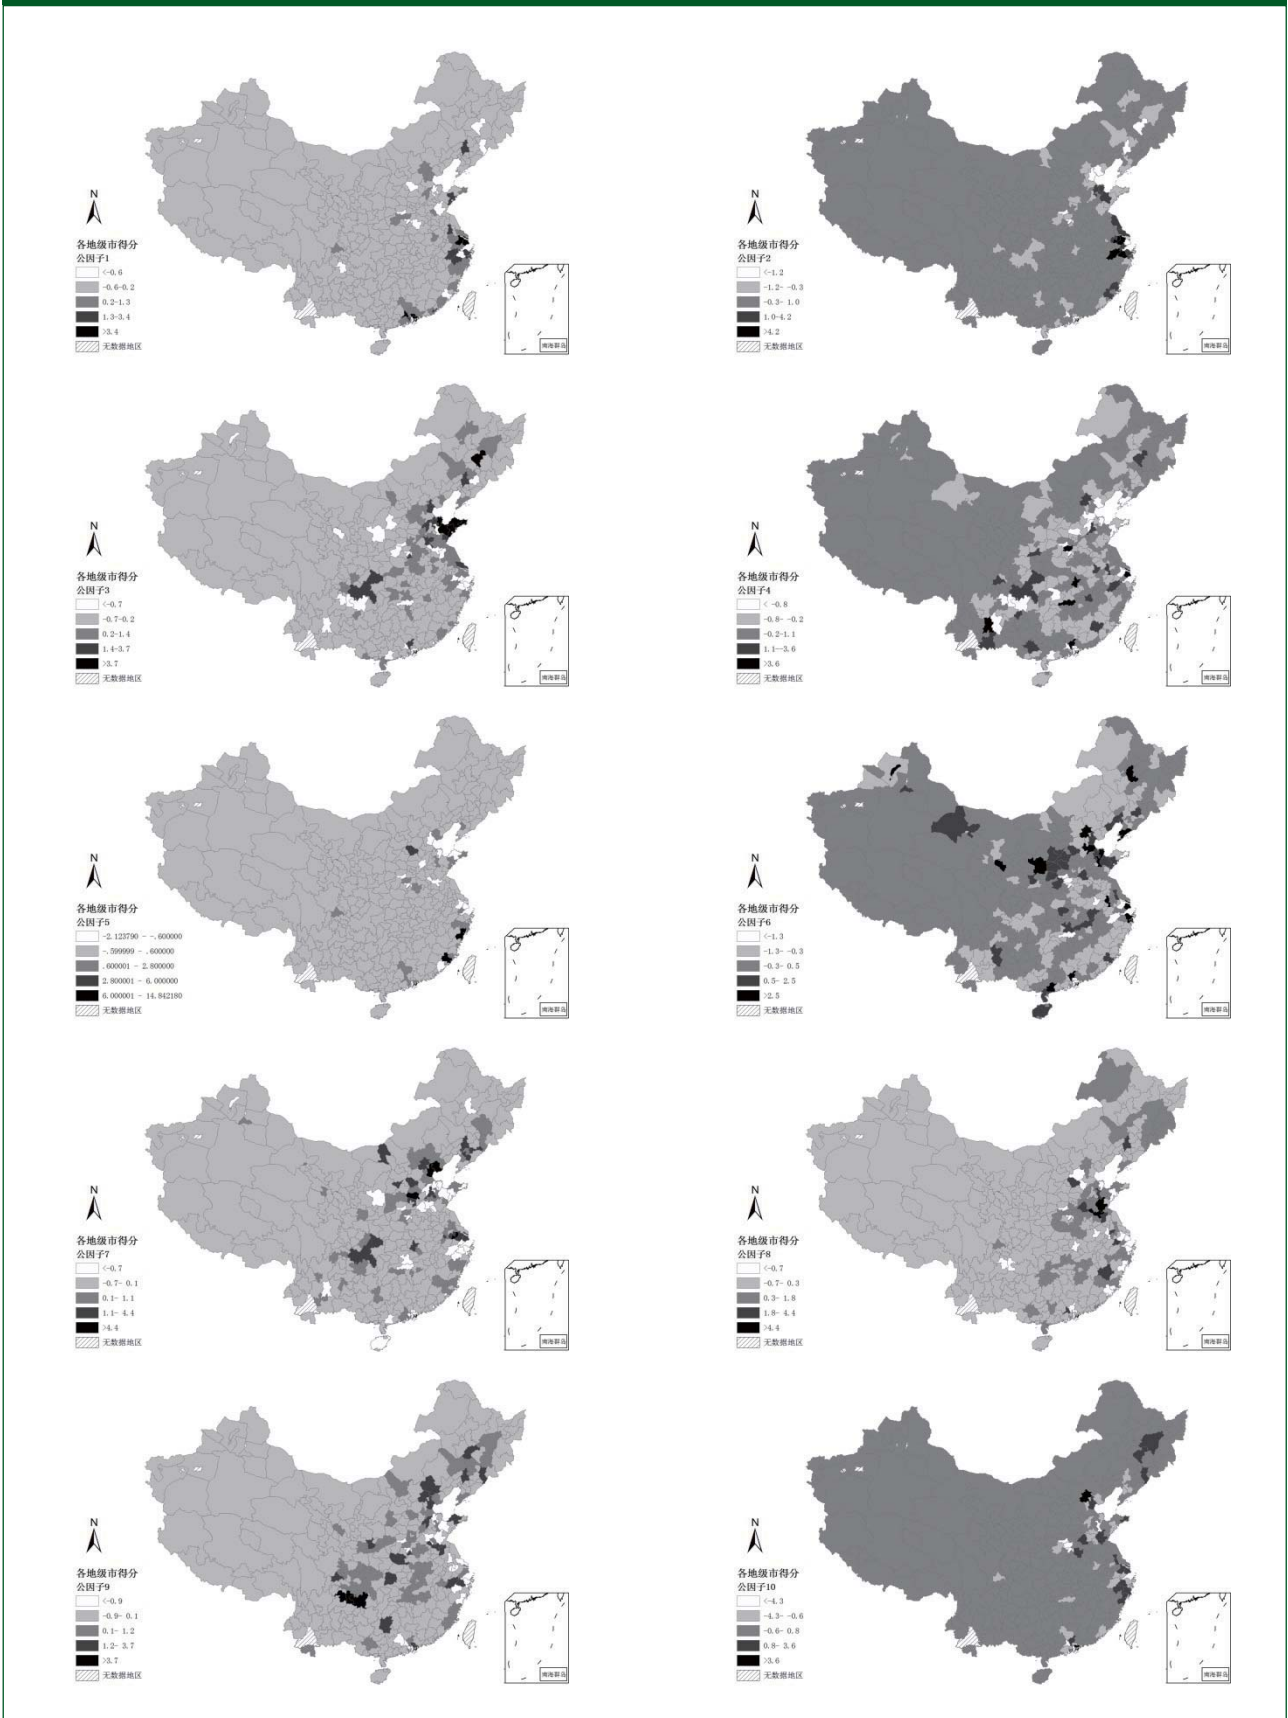 N
各地级市得分
公因子1
<-0.6
-0.6-0.2
0.2-1.3
1.3-3.4
>3.4
无数据地区
南海群岛
N
各地级市得分
公因子2
<-1.2
-1.2- -0.3
-0.3- 1.0
1.0-4.2
>4.2
无数据地区
南海群岛
N
各地级市得分
公因子3
<-0.7
-0.7-0.2
0.2-1.4
1.4-3.7
>3.7
无数据地区
南海群岛
N
各地级市得分
公因子4
< -0.8
-0.8- -0.2
-0.2-1.1
1.1--3.6
>3.6
无数据地区
南海群岛
N
各地级市得分
公因子5
-2.123790 - -.600000
-.599999 - .600000
.600001 - 2.800000
2.800001 - 6.000000
6.000001 - 14.842180
无数据地区
南海群岛
N
各地级市得分
公因子6
<-1.3
-1.3- -0.3
-0.3- 0.5
0.5- 2.5
>2.5
无数据地区
南海群岛
N
各地级市得分
公因子7
<-0.7
-0.7- 0.1
0.1- 1.1
1.1- 4.4
>4.4
无数据地区
南海群岛
N
各地级市得分
公因子8
<-0.7
-0.7- 0.3
0.3- 1.8
1.8- 4.4
>4.4
无数据地区
南海群岛
N
各地级市得分
公因子9
<-0.9
-0.9- 0.1
0.1- 1.2
1.2- 3.7
>3.7
无数据地区
南海群岛
N
各地级市得分
公因子10
<-4.3
-4.3- -0.6
-0.6- 0.8
0.8- 3.6
>3.6
无数据地区
南海群岛